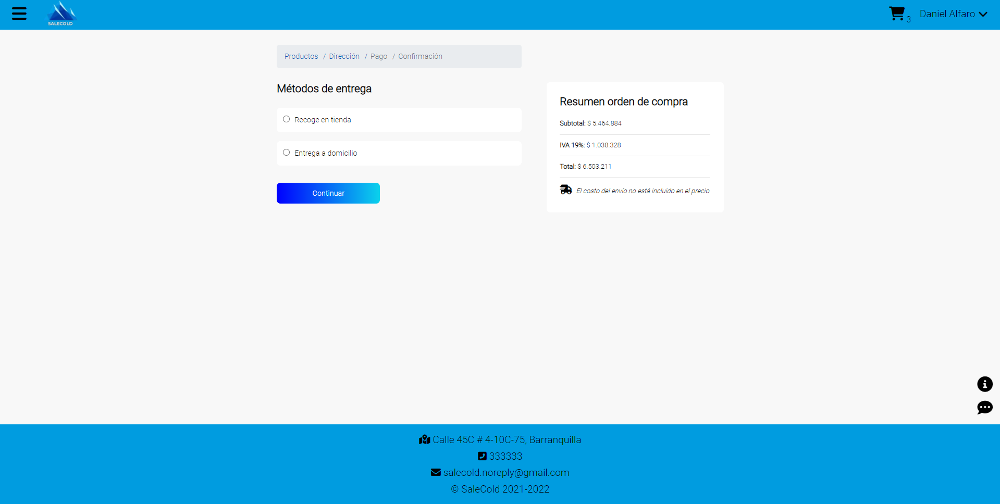 SALECOLD
3
Daniel Alfaro
Productos / Dirección / Pago / Confirmación
Métodos de entrega
Recoge en tienda
Entrega a domicilio
Continuar
Resumen orden de compra
Subtotal: $ 5.464.884
IVA 19%: $ 1.038.328
Total: $ 6.503.211
El costo del envío no está incluido en el precio
Calle 45C # 4-10C-75, Barranquilla
333333
salecold.noreply@gmail.com
© SaleCold 2021-2022